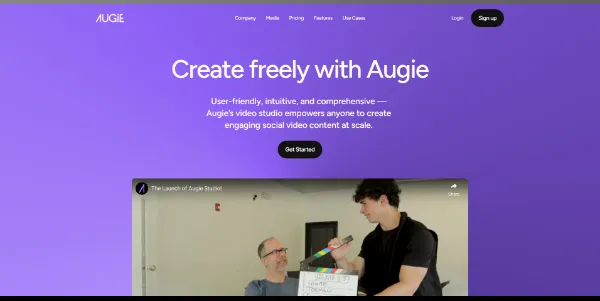 AUGIE
Company Media Pricing Features Use Cases
Login Sign up
Create freely with Augie
User-friendly, intuitive, and comprehensive —
Augie's video studio empowers anyone to create
engaging social video content at scale.
Get Started
The Launch of Augie Studio!
Share